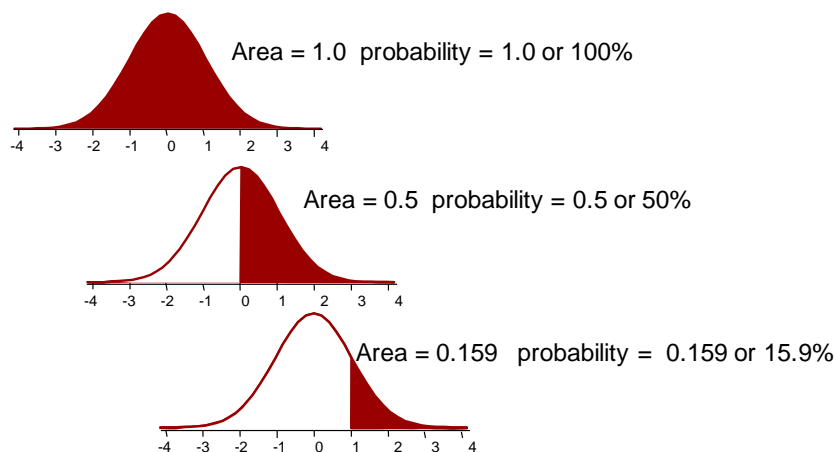 Area = 1.0 probability = 1.0 or 100%
-4 -3 -2 -1 0 1 2 3 4
Area = 0.5 probability = 0.5 or 50%
-4 -3 -2 -1 0 1 2 3 4
Area = 0.159 probability = 0.159 or 15.9%
-4 -3 -2 -1 0 1 2 3 4